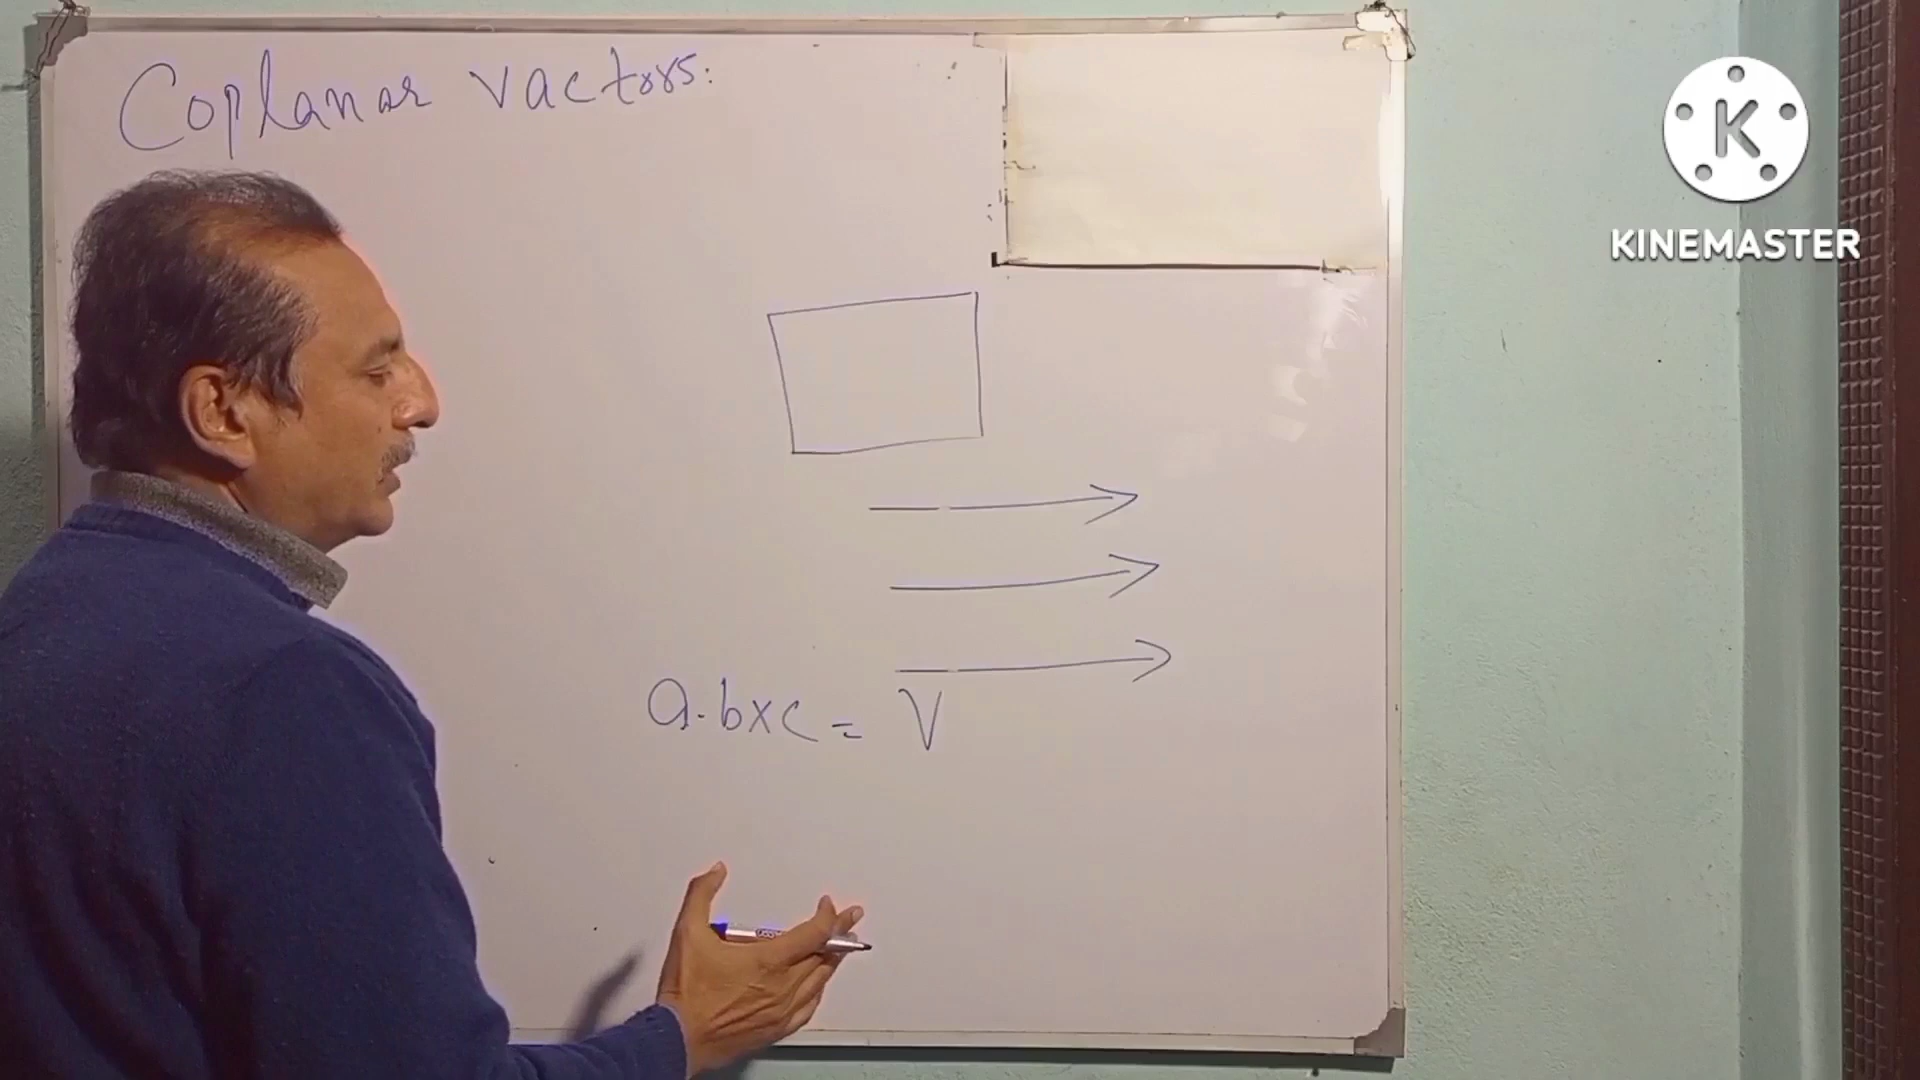 Coplanar vactors:
a.bxc = V
K
KINEMASTER